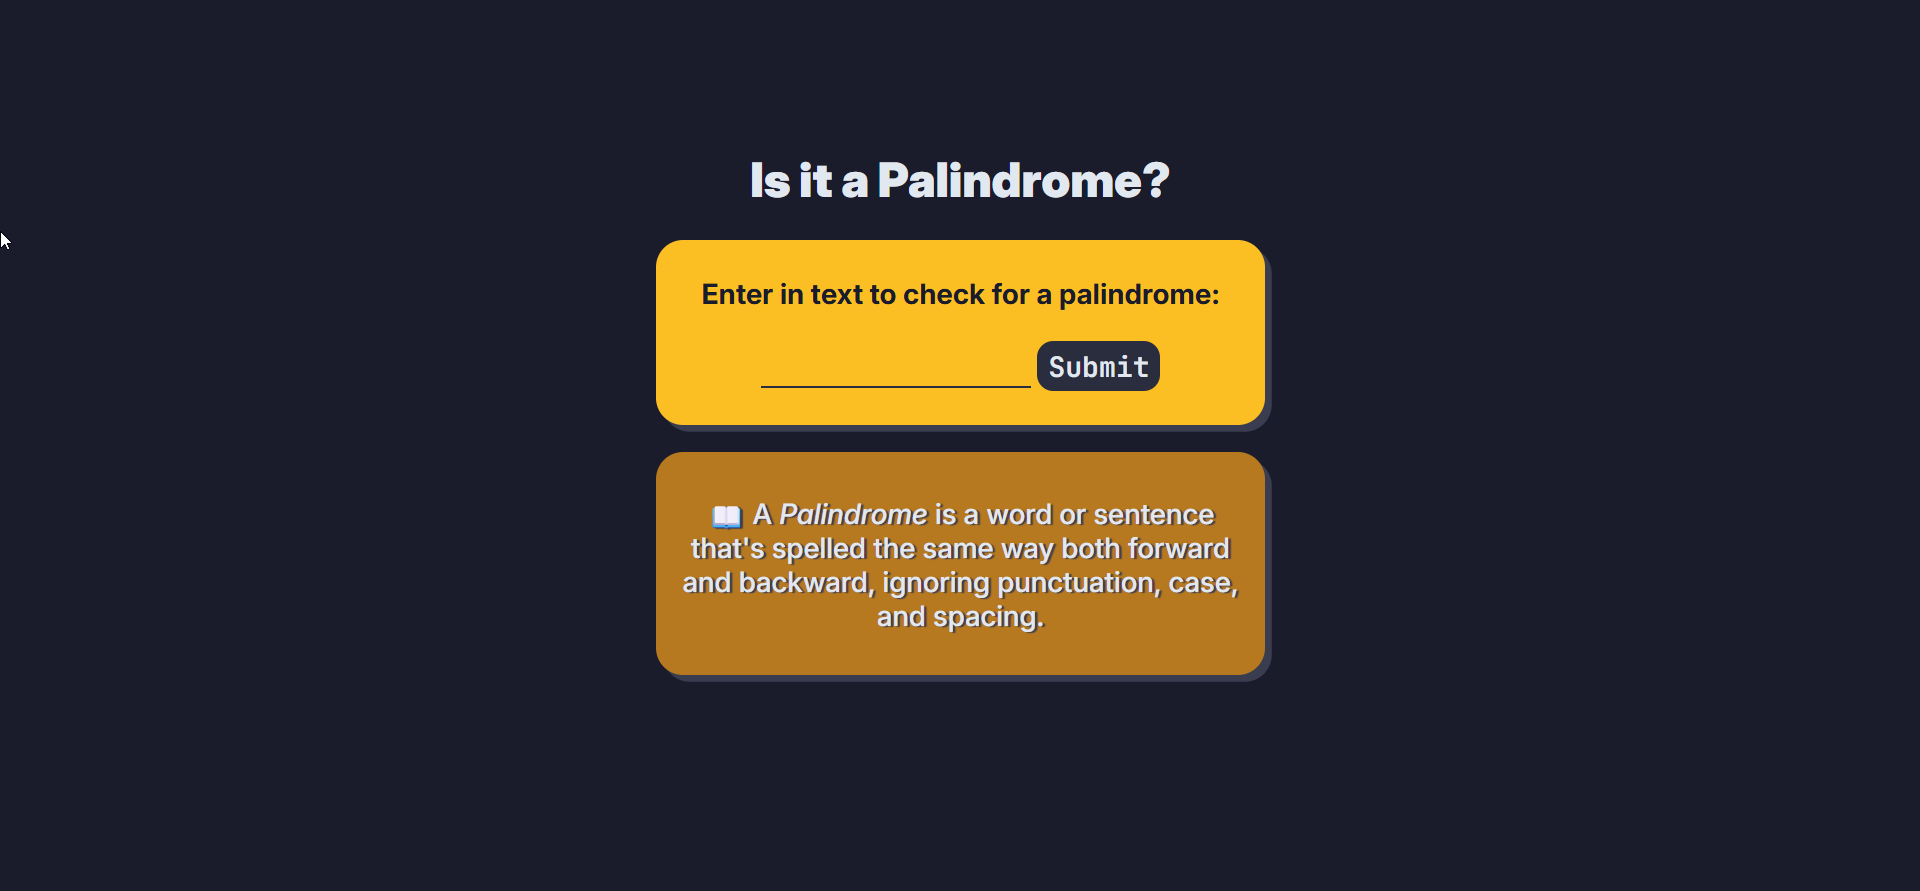 Is it a Palindrome?
Enter in text to check for a palindrome:
Submit
📖 A Palindrome is a word or sentence
that's spelled the same way both forward
and backward, ignoring punctuation, case,
and spacing.